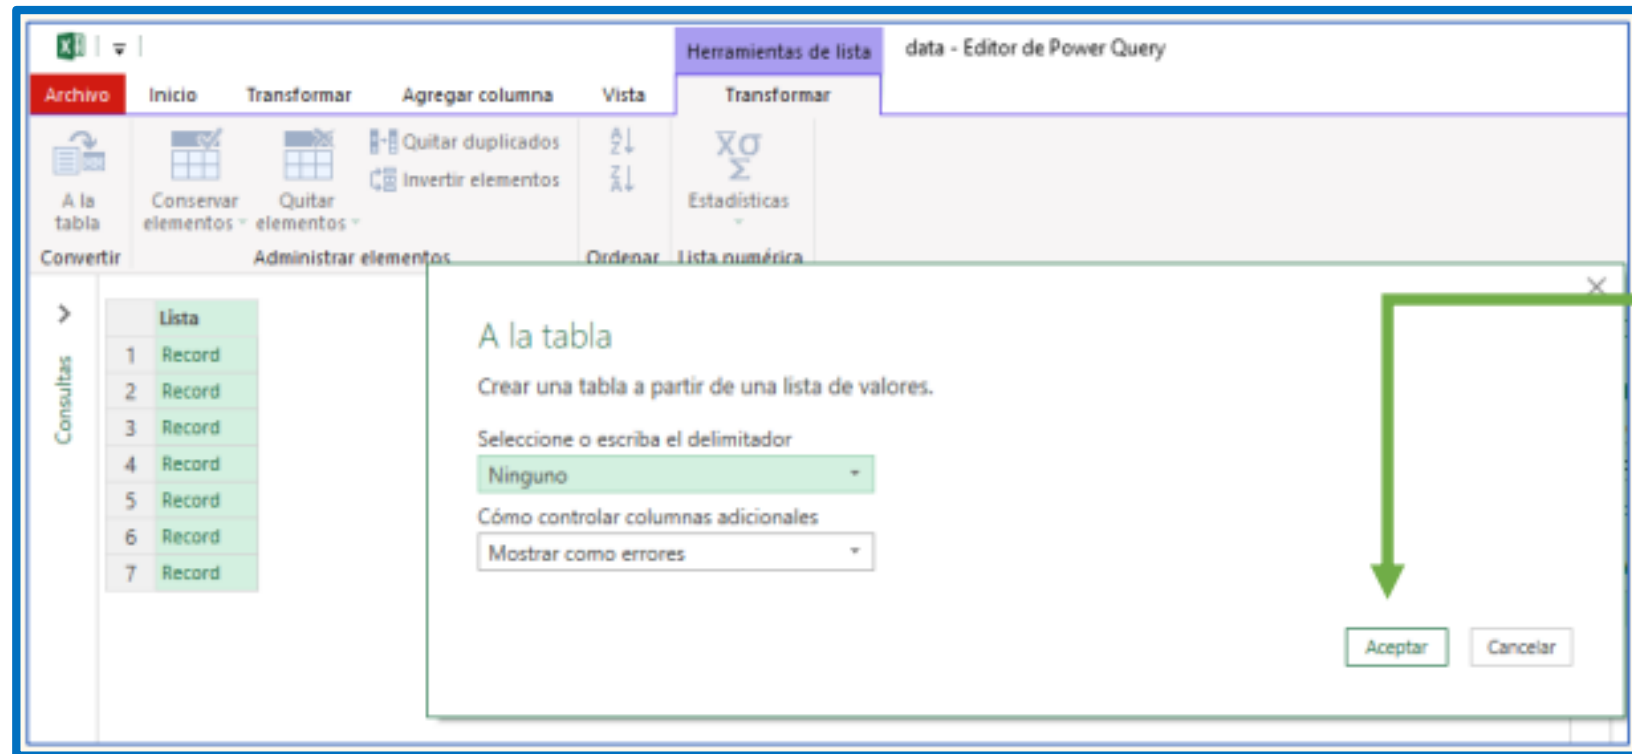 Herramientas de lista data - Editor de Power Query
Archivo Inicio Transformar Agregar columna Vista Transformar
Quitar duplicados
Invertir elementos
A la tabla
Conservar elementos
Quitar elementos
Estadísticas
Convertir Administrar elementos Ordenar Lista numérica
Consultas
Lista
1 Record
2 Record
3 Record
4 Record
5 Record
6 Record
7 Record
A la tabla
Crear una tabla a partir de una lista de valores.
Seleccione o escriba el delimitador
Ninguno
Cómo controlar columnas adicionales
Mostrar como errores
Aceptar Cancelar